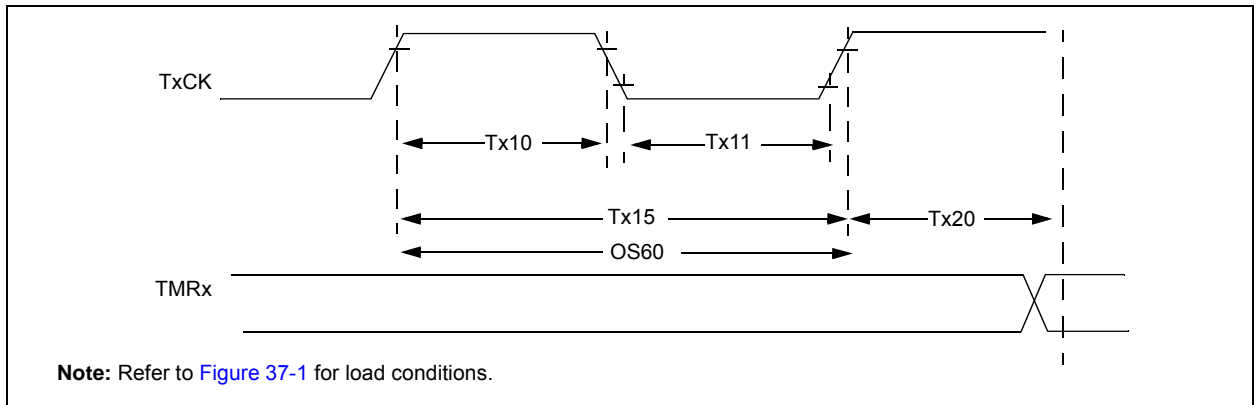 TxCK
Tx10
Tx11
Tx15
Tx20
OS60
TMRx
Note: Refer to Figure 37-1 for load conditions.